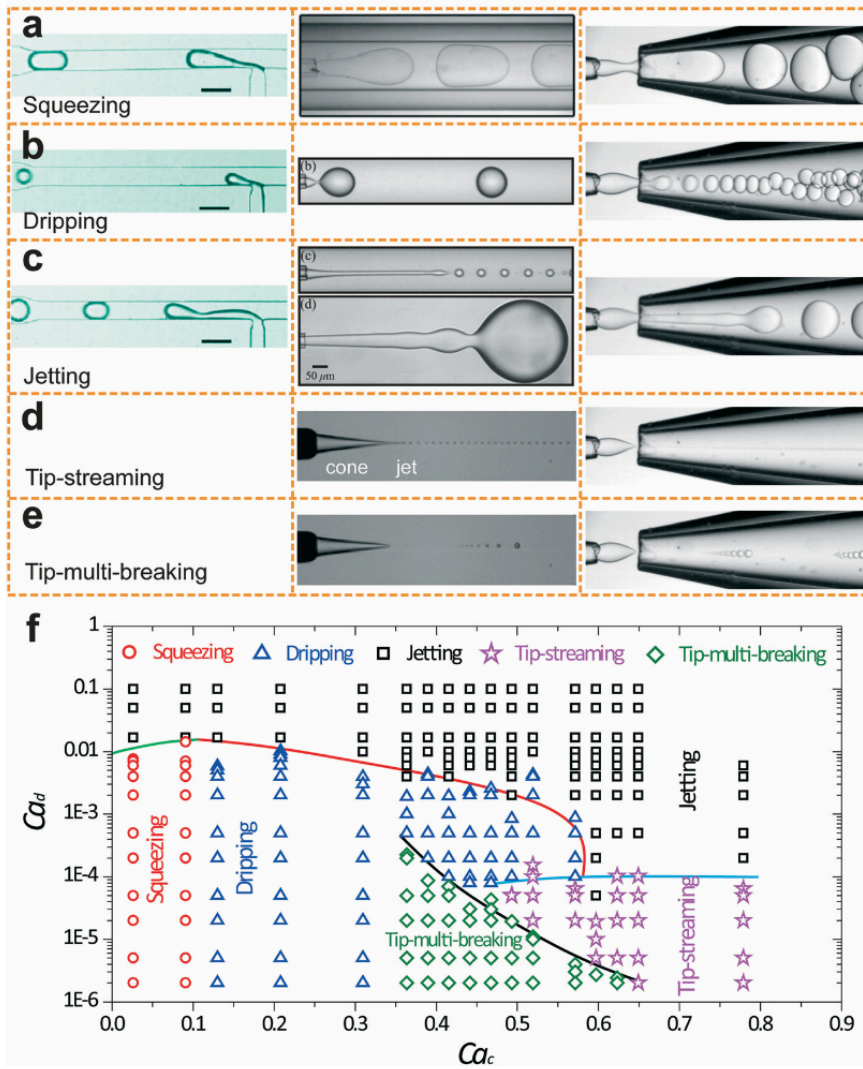 a
Squeezing
b
(b)
Dripping
c
(c)
(d)
50 μm
Jetting
d
cone jet
Tip-streaming
e
Tip-multi-breaking
f
1
Squeezing Dripping Jetting Tip-streaming Tip-multi-breaking
0.1
0.01
1E-3
1E-4
1E-5
1E-6
Ca_d
Squeezing
Dripping
Jetting
Tip-multi-breaking
Tip-streaming
0.0 0.1 0.2 0.3 0.4 0.5 0.6 0.7 0.8 0.9
Ca_c